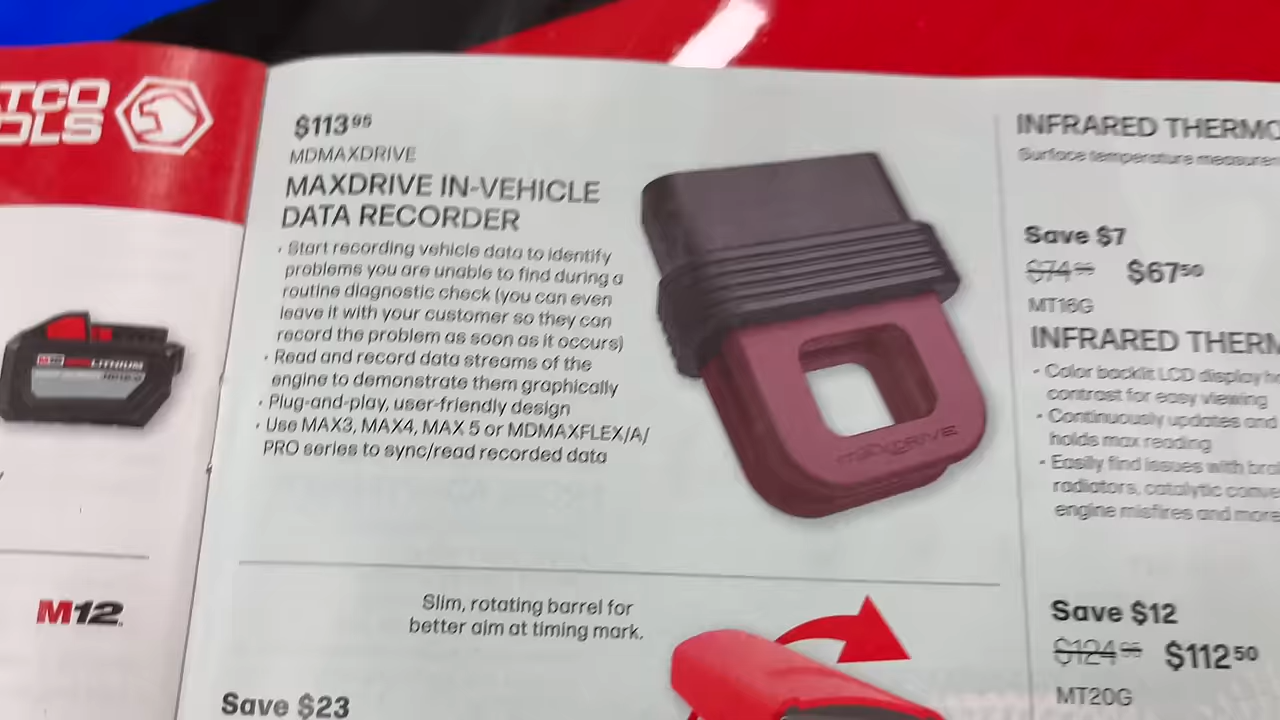 $113 95
MDMAXDRIVE
MAXDRIVE IN-VEHICLE
DATA RECORDER
• Start recording vehicle data to identify
problems you are unable to find during a
routine diagnostic check (you can even
leave it with your customer so they can
record the problem as soon as it occurs)
• Read and record data streams of the
engine to demonstrate them graphically
• Plug-and-play, user-friendly design
• Use MAX3, MAX4, MAX 5 or MDMAXFLEX/A/
PRO series to sync/read recorded data
MAXDRIVE
Slim, rotating barrel for
better aim at timing mark.
Save $23
LITHIUM
M12
INFRARED
Surface temperature
Save $7
$74 $67 50
MT16G
INFRARED
• Color backlit LCD display
contrast for easy viewing
• Continuously updates and
holds max reading
• Easily find issues with
radiators, catalytic
engine misfires and more
Save $12
$124 95 $112 50
MT20G